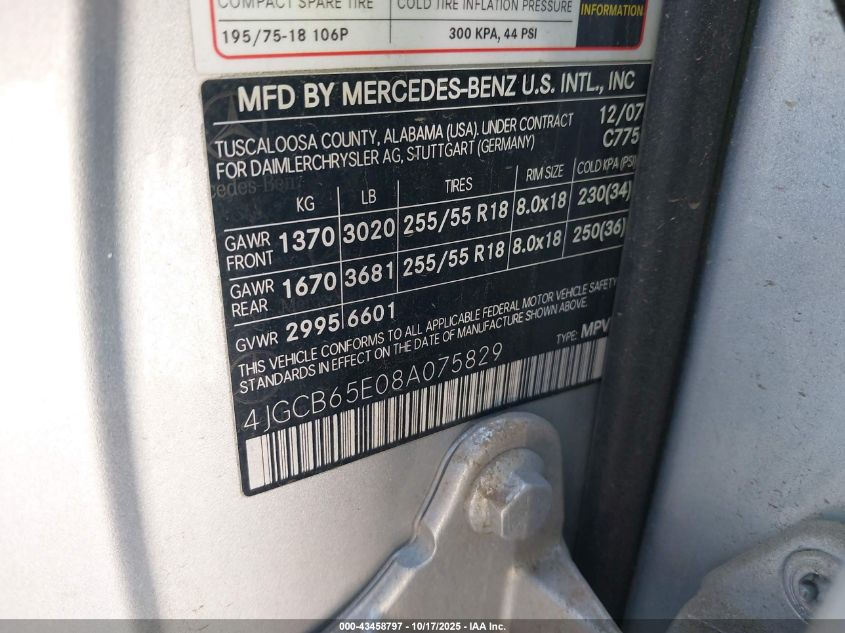 COMPACT SPARE TIRE COLD TIRE INFLATION PRESSURE
INFORMATION
195/75-18 106P 300 KPA, 44 PSI
MFD BY MERCEDES-BENZ U.S. INTL., INC
TUSCALOOSA COUNTY, ALABAMA (USA). UNDER CONTRACT 12/07
FOR DAIMLERCHRYSLER AG, STUTTGART (GERMANY) C775
KG LB TIRES RIM SIZE COLD KPA (PSI)
GAWR FRONT 1370 3020 255/55 R18 8.0x18 230(34)
GAWR REAR 1670 3681 255/55 R18 8.0x18 250(36)
GVWR 2995 6601
THIS VEHICLE CONFORMS TO ALL APPLICABLE FEDERAL MOTOR VEHICLE SAFETY
STANDARDS IN EFFECT ON THE DATE OF MANUFACTURE SHOWN ABOVE.
TYPE: MPV
4JGCB65E08A075829
000-43458797 - 10/17/2025 - IAA Inc.